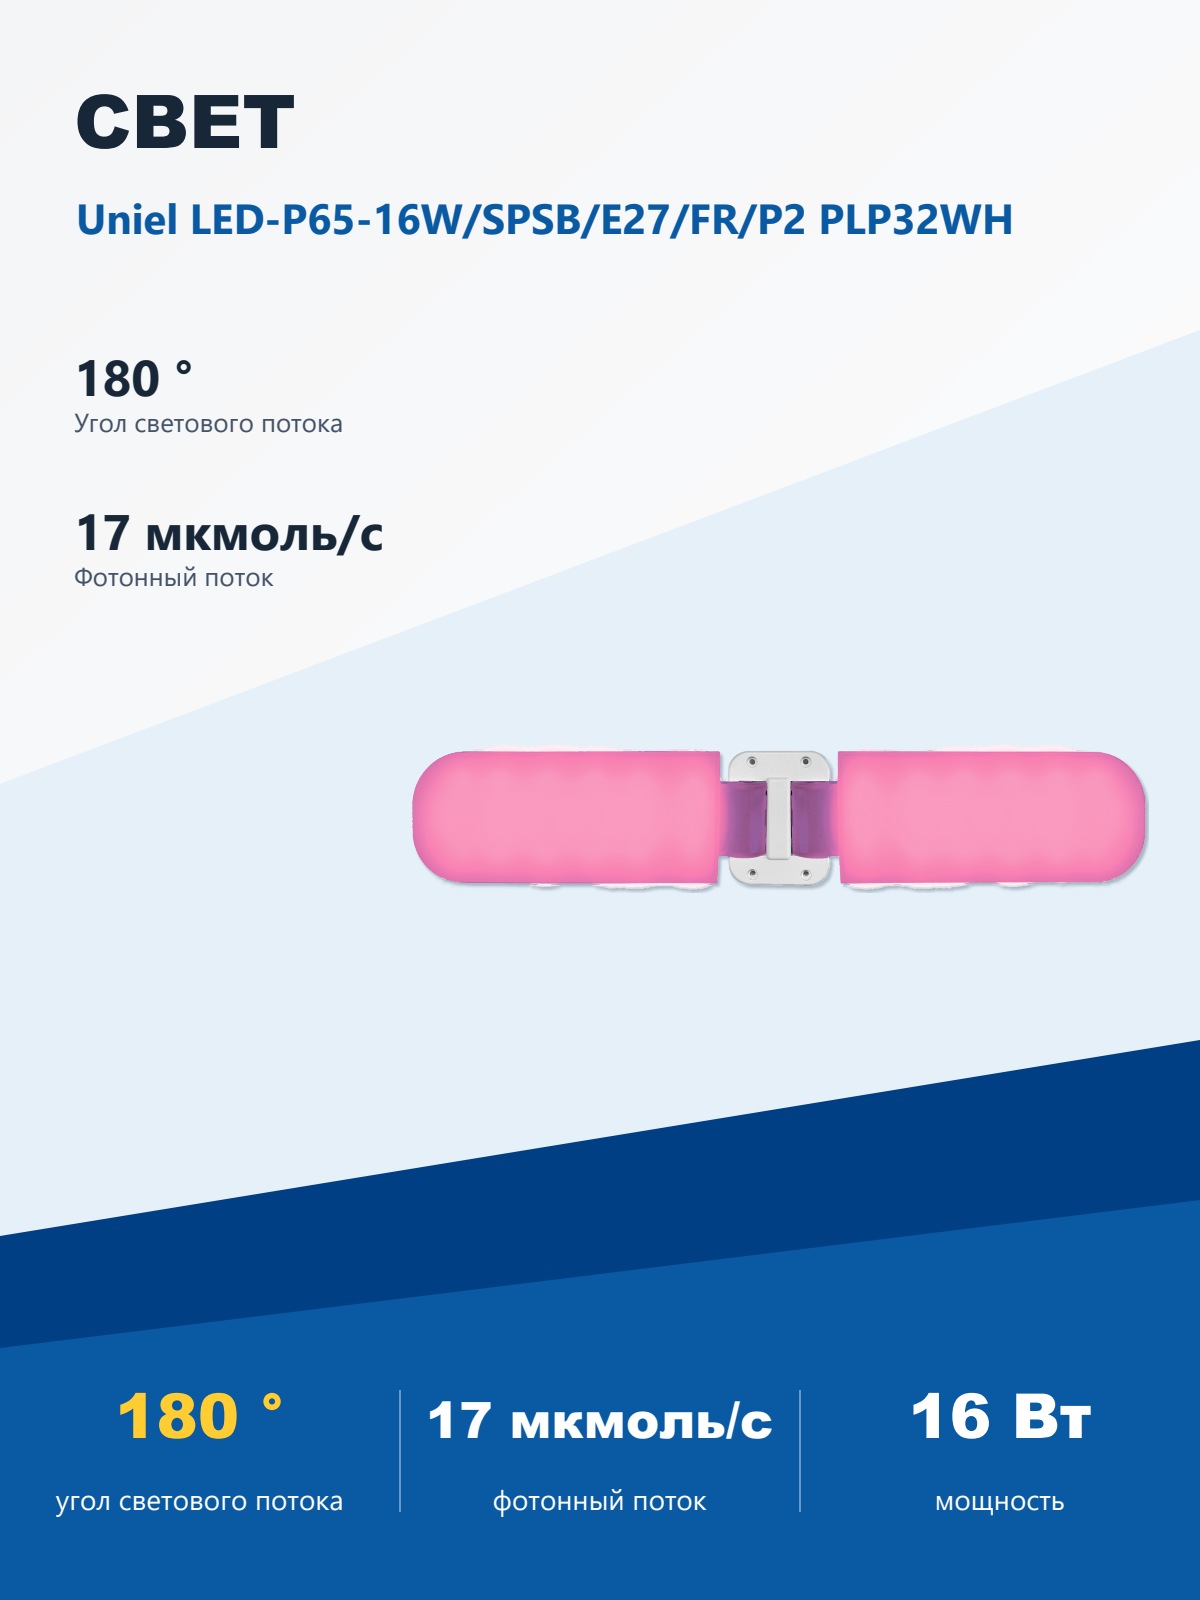 СВЕТ
Uniel LED-P65-16W/SPSB/E27/FR/P2 PLP32WH
180 °
Угол светового потока
17 мкмоль/с
Фотонный поток
180 °
17 мкмоль/с
16 Вт
угол светового потока
фотонный поток
мощность